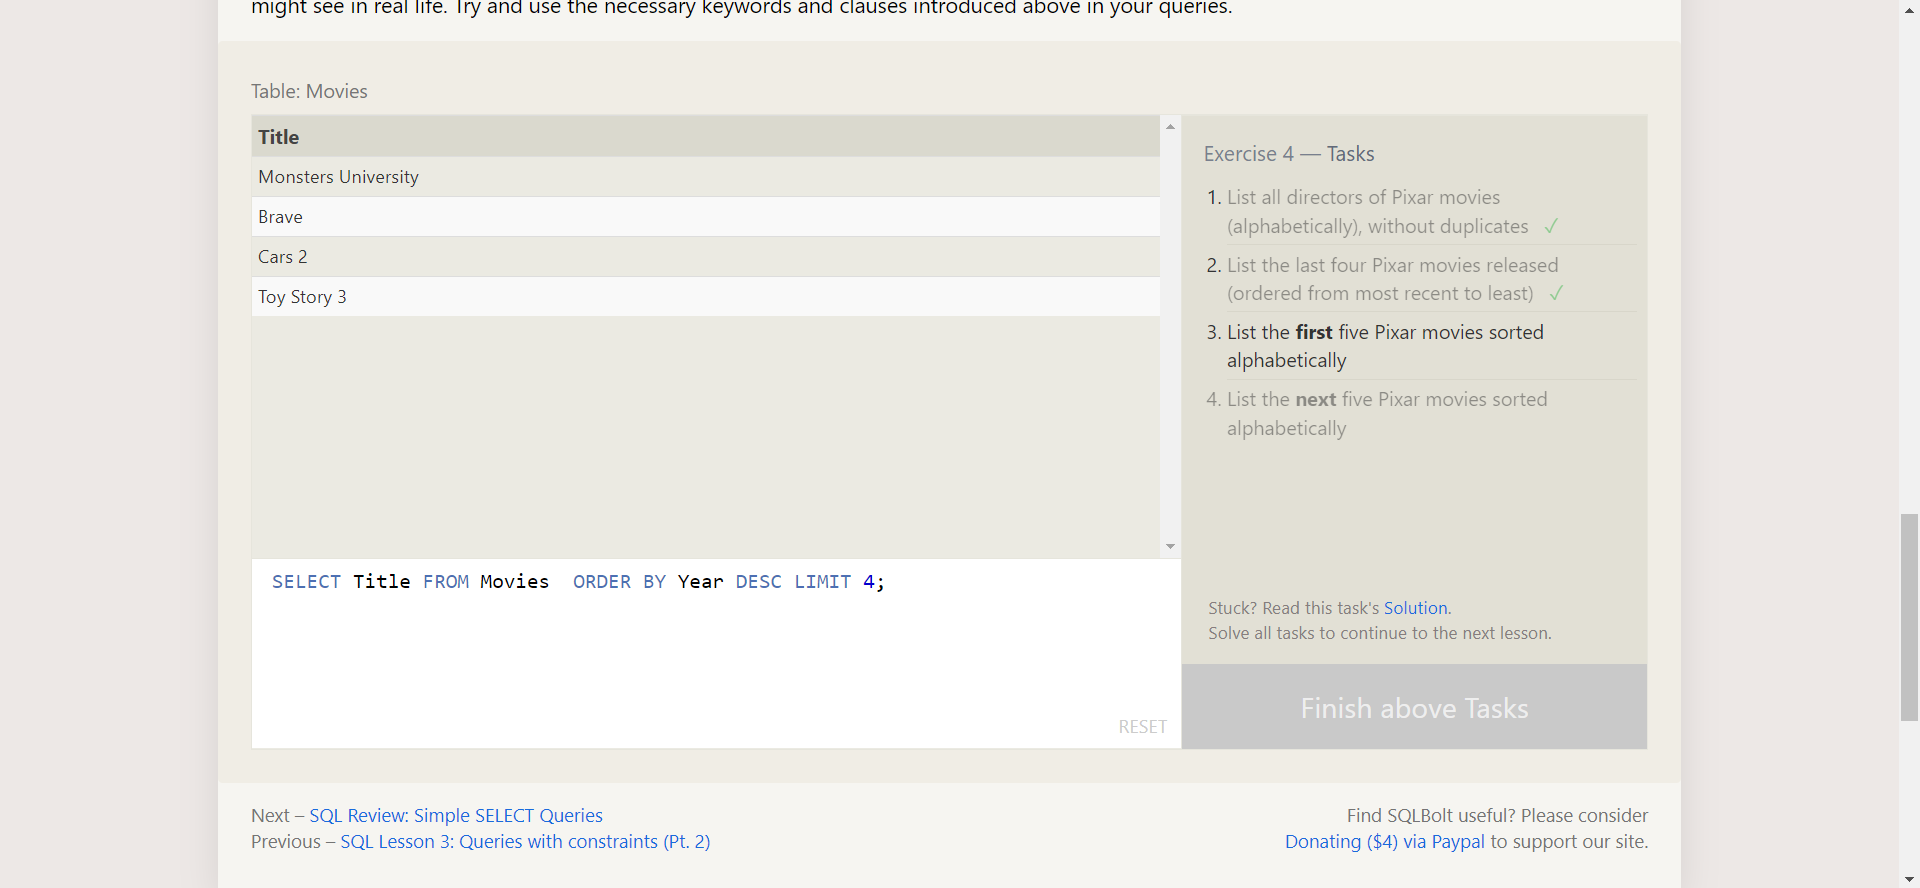 might see in real life. Try and use the necessary keywords and clauses introduced above in your queries.
Table: Movies
Title
Monsters University
Brave
Cars 2
Toy Story 3
SELECT Title FROM Movies  ORDER BY Year DESC LIMIT 4;
RESET
Exercise 4 — Tasks
1. List all directors of Pixar movies
(alphabetically), without duplicates ✓
2. List the last four Pixar movies released
(ordered from most recent to least) ✓
3. List the first five Pixar movies sorted
alphabetically
4. List the next five Pixar movies sorted
alphabetically
Stuck? Read this task's Solution.
Solve all tasks to continue to the next lesson.
Finish above Tasks
Next – SQL Review: Simple SELECT Queries
Previous – SQL Lesson 3: Queries with constraints (Pt. 2)
Find SQLBolt useful? Please consider
Donating ($4) via Paypal to support our site.